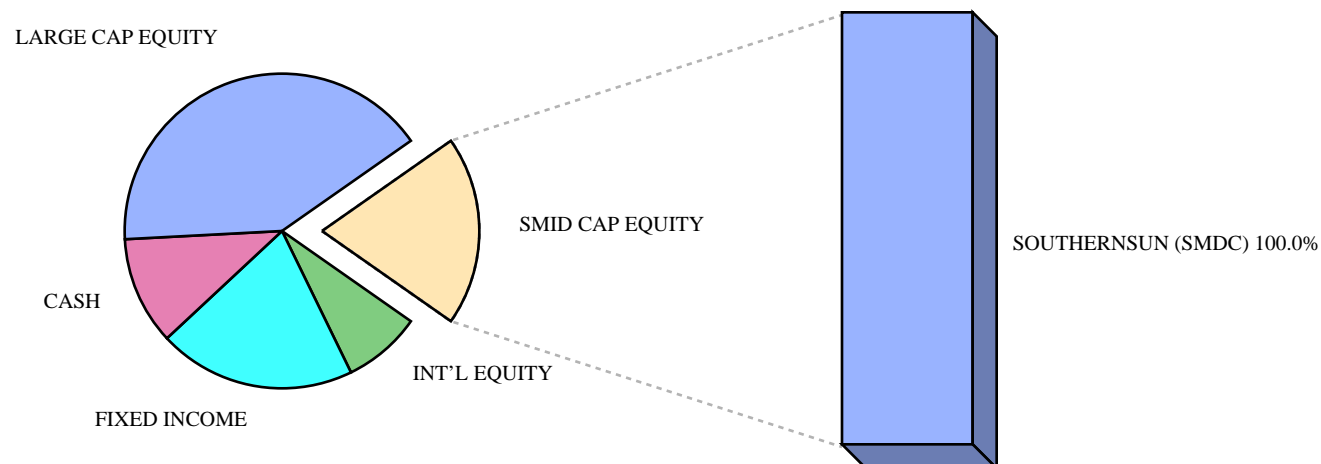 LARGE CAP EQUITY
SMID CAP EQUITY
SOUTHERNSUN (SMDC) 100.0%
CASH
INT'L EQUITY
FIXED INCOME